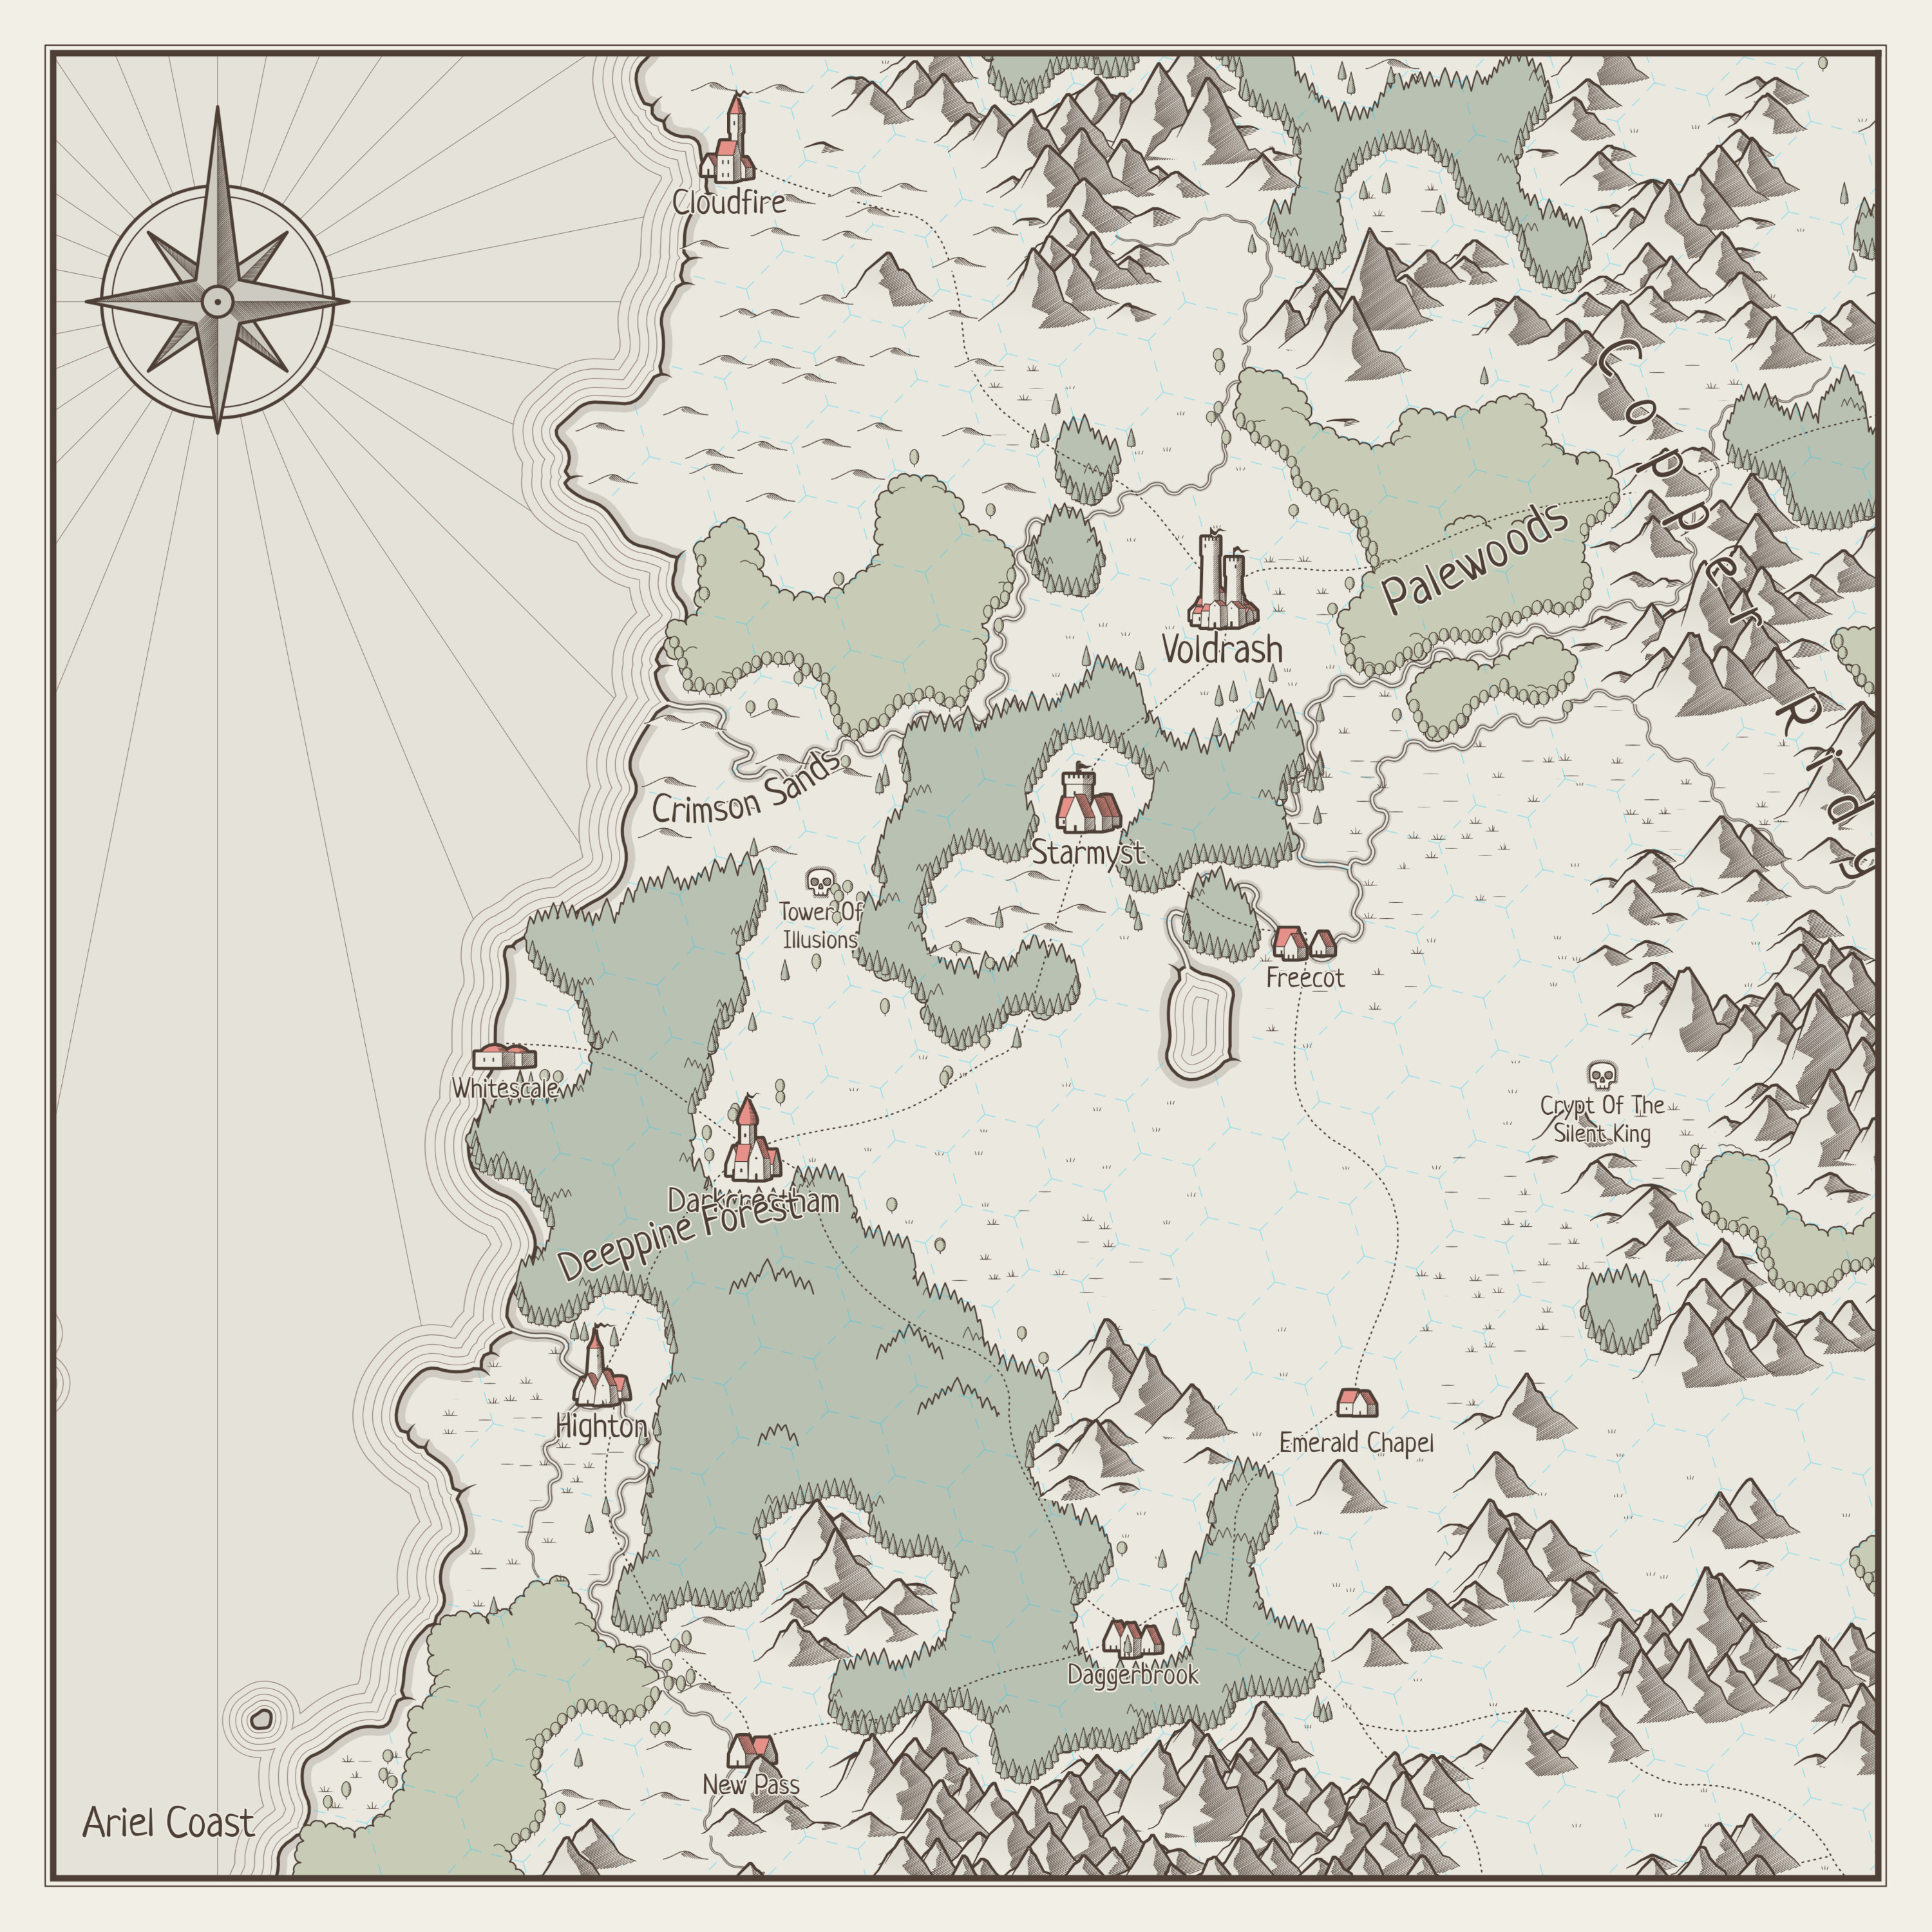 Cloudfire
Copper Ridg
Palewoods
Voldrash
Crimson Sands
Starmyst
Tower Of
Illusions
Freecot
Whitescale
Crypt Of The
Silent King
Darkcrestham
Deeppine Forest
Highton
Emerald Chapel
Daggerbrook
New Pass
Ariel Coast